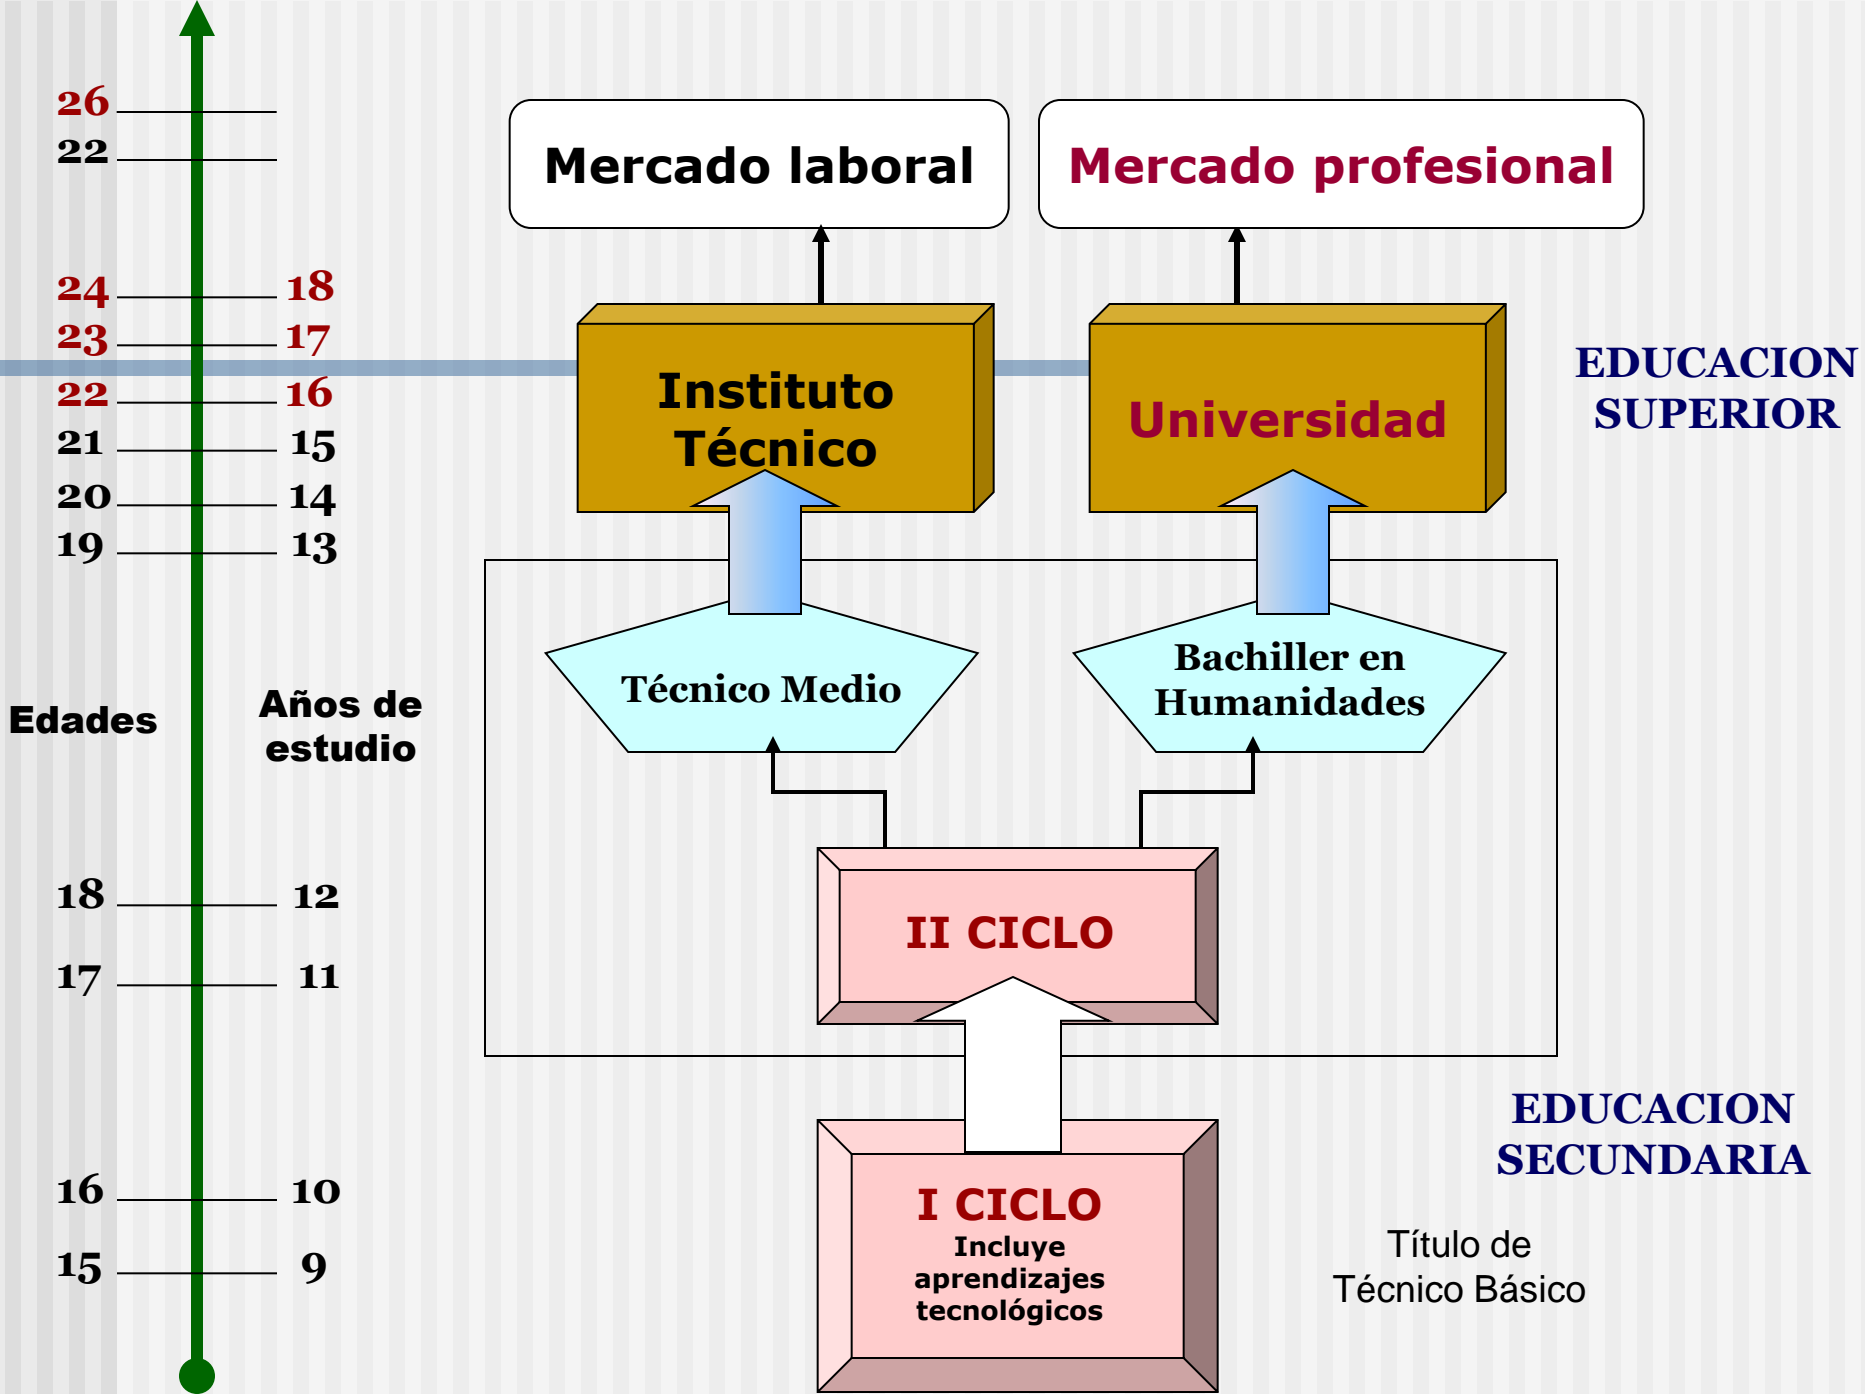 26
22
Mercado laboral
Mercado profesional
24
18
23
17
22
16
21
15
20
14
19
13
Instituto
Técnico
Universidad
EDUCACION
SUPERIOR
Técnico Medio
Bachiller en
Humanidades
Edades
Años de
estudio
18
12
17
11
II CICLO
EDUCACION
SECUNDARIA
16
10
15
9
I CICLO
Incluye
aprendizajes
tecnológicos
Título de
Técnico Básico